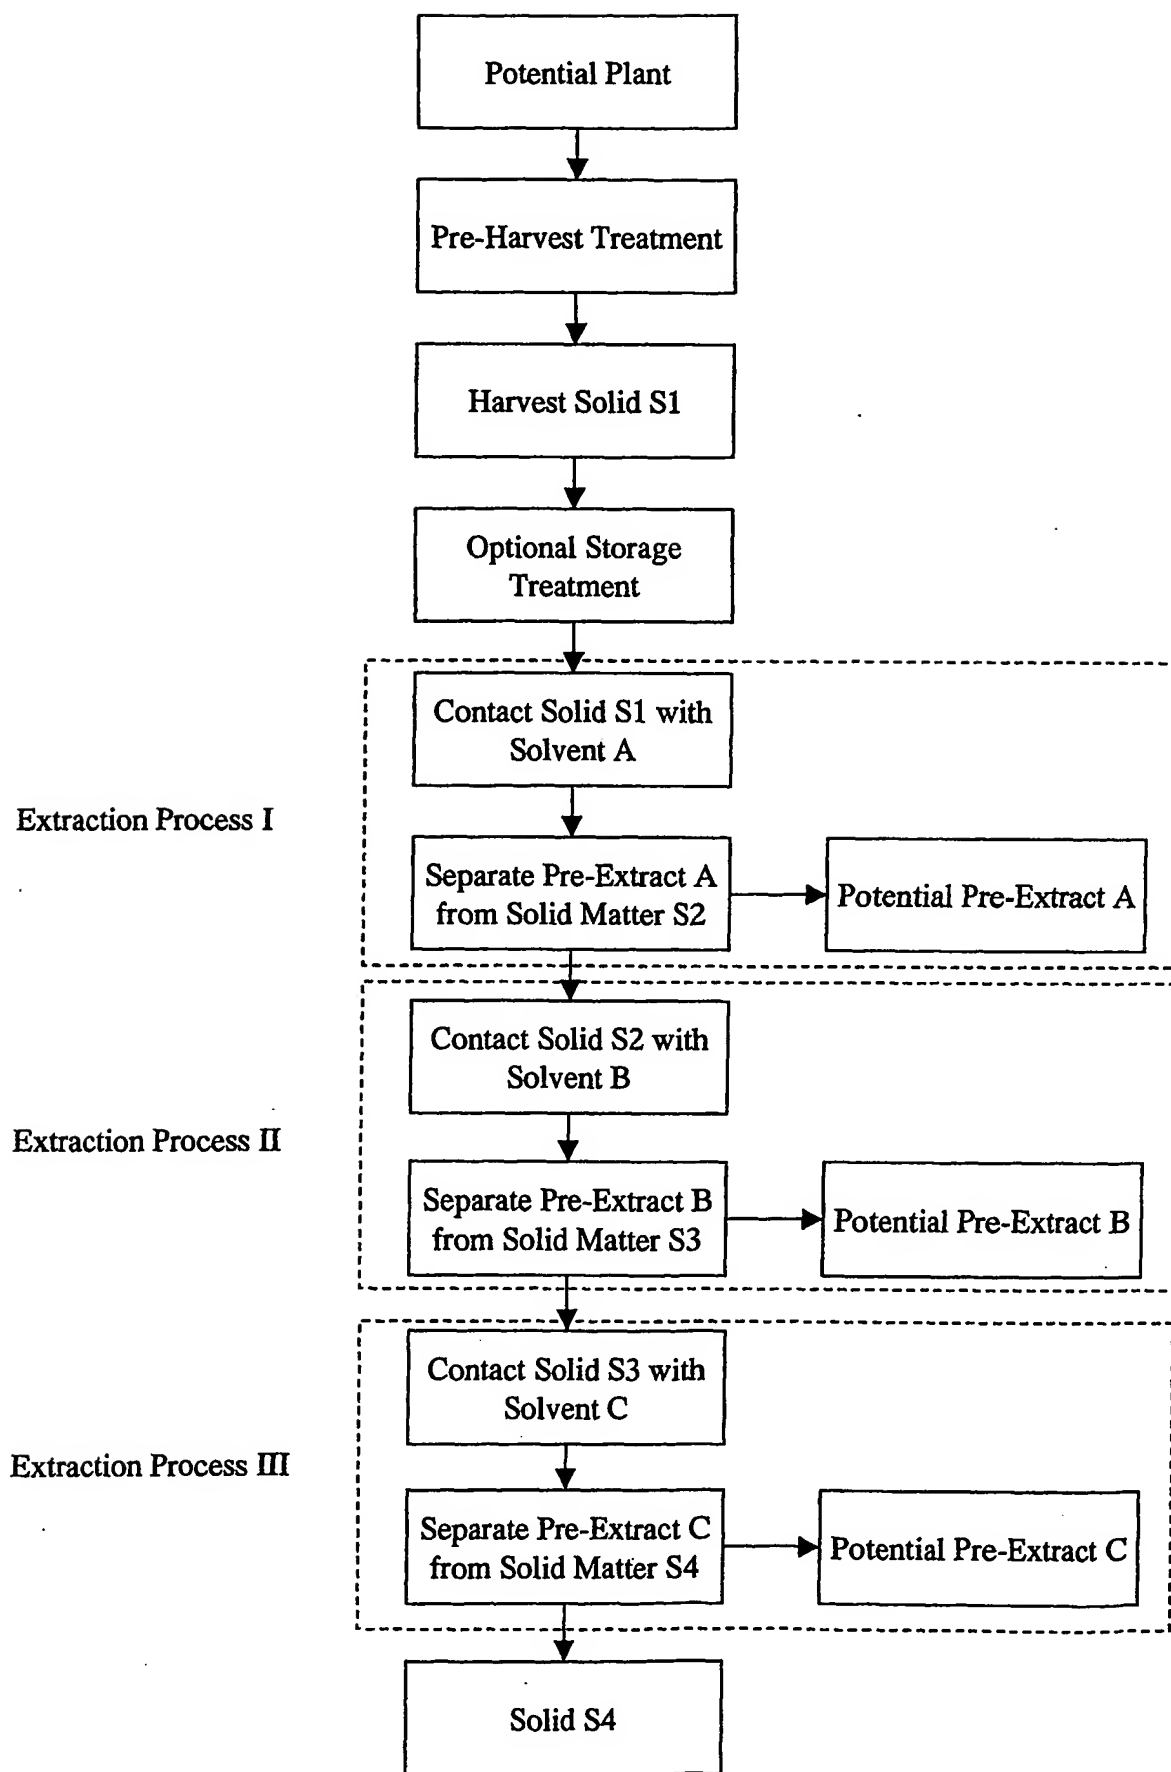 Potential Plant
Pre-Harvest Treatment
Harvest Solid S1
Optional Storage
Treatment
Contact Solid S1 with
Solvent A
Extraction Process I
Separate Pre-Extract A
from Solid Matter S2
Potential Pre-Extract A
Contact Solid S2 with
Solvent B
Extraction Process II
Separate Pre-Extract B
from Solid Matter S3
Potential Pre-Extract B
Contact Solid S3 with
Solvent C
Extraction Process III
Separate Pre-Extract C
from Solid Matter S4
Potential Pre-Extract C
Solid S4